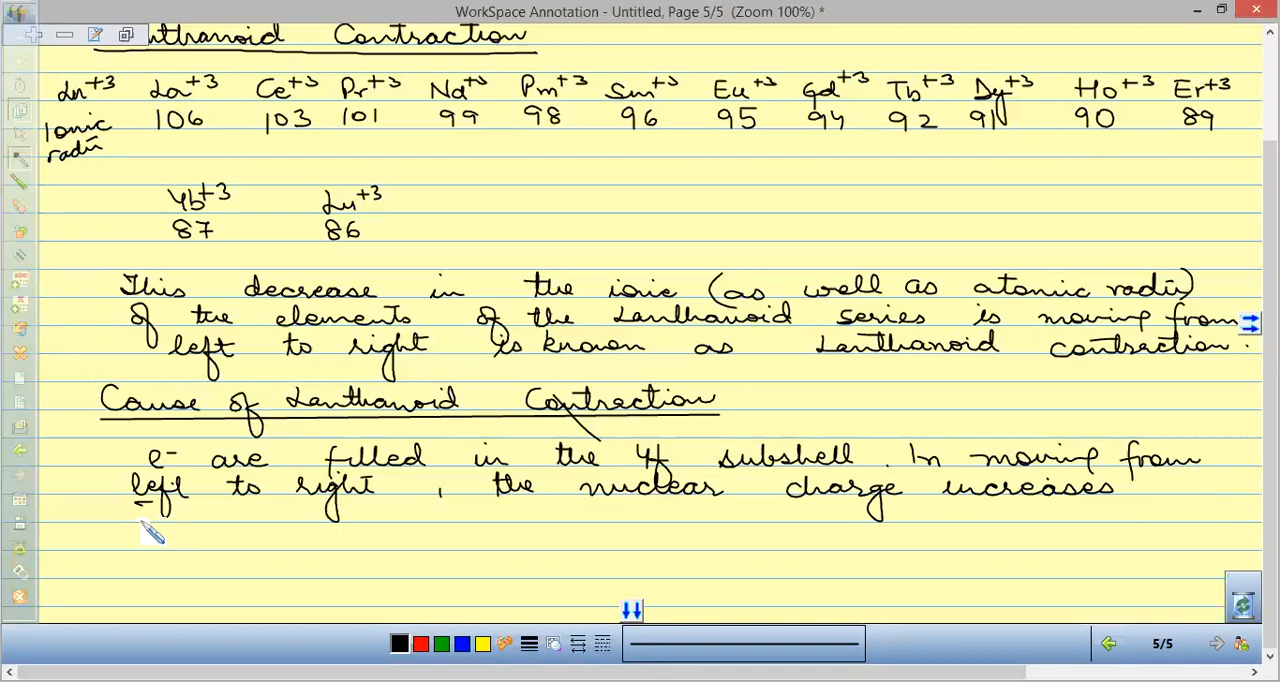 WorkSpace Annotation - Untitled, Page 5/5 (Zoom 100%) *
nthanoid Contraction
Ln+3 La+3 Ce+3 Pr+3 Nd+3 Pm+3 Sm+3 Eu+3 Gd+3 Tb+3 Dy+3 Ho+3 Er+3
Ionic radii 106 103 101 99 98 96 95 94 92 91 90 89
Yb+3 Lu+3
87 86
This decrease in the ionic (as well as atomic radii)
of the elements of the Lanthanoid series is moving from
left to right is known as Lanthanoid contraction.
Cause of Lanthanoid Contraction
e- are filled in the 4f subshell. In moving from
left to right, the nuclear charge increases
5/5